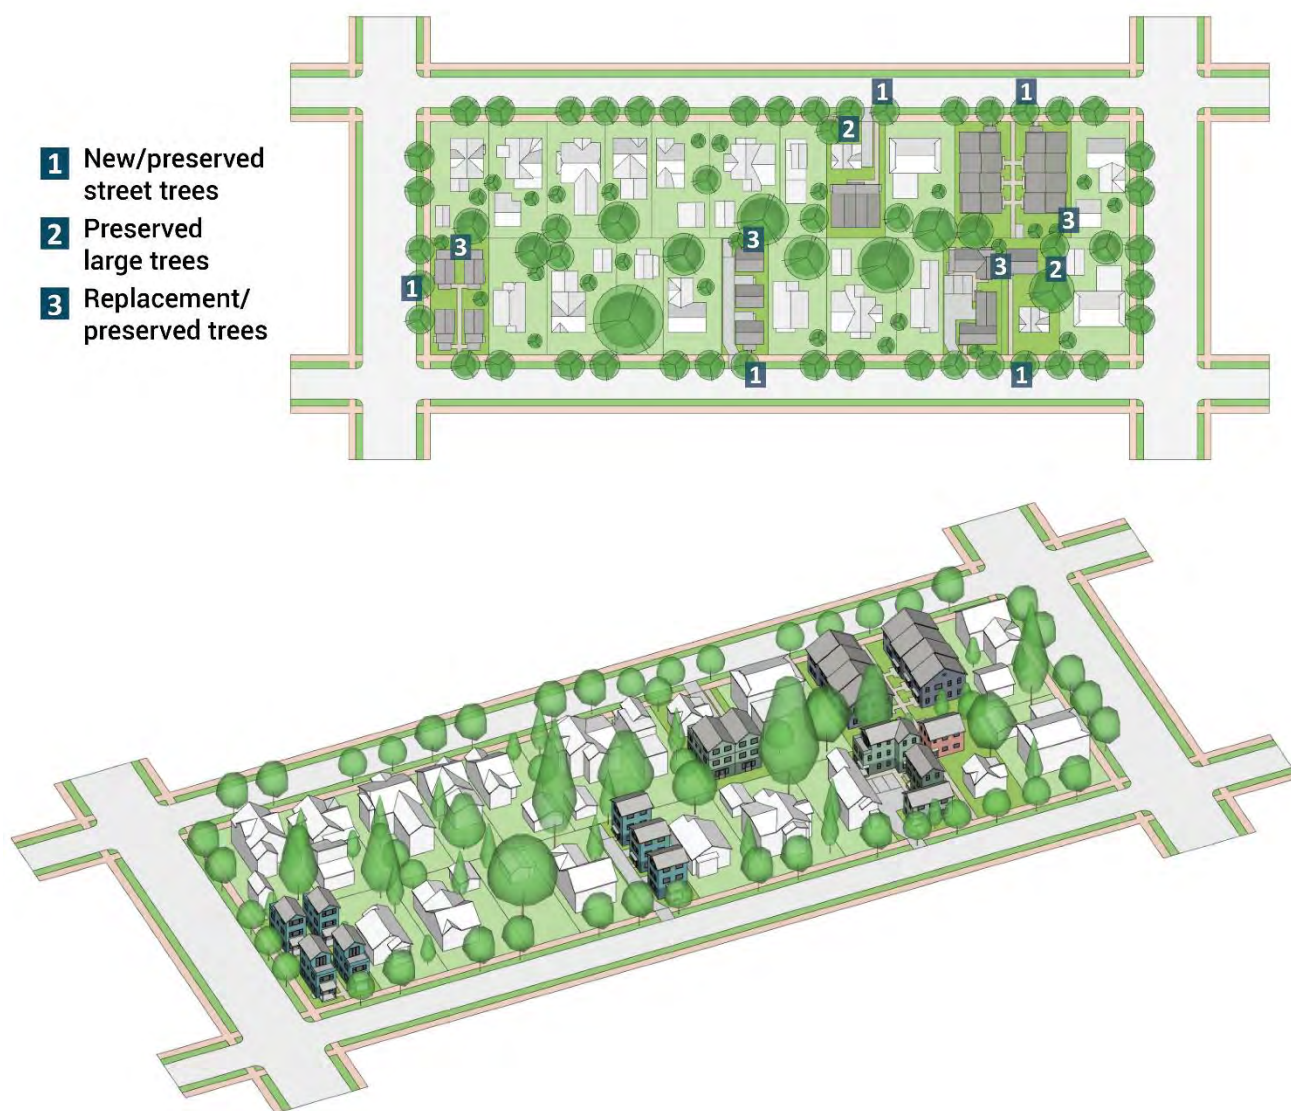 1 New/preserved
street trees
2 Preserved
large trees
3 Replacement/
preserved trees
1
1
2
3
3
3
3
2
1
1
1